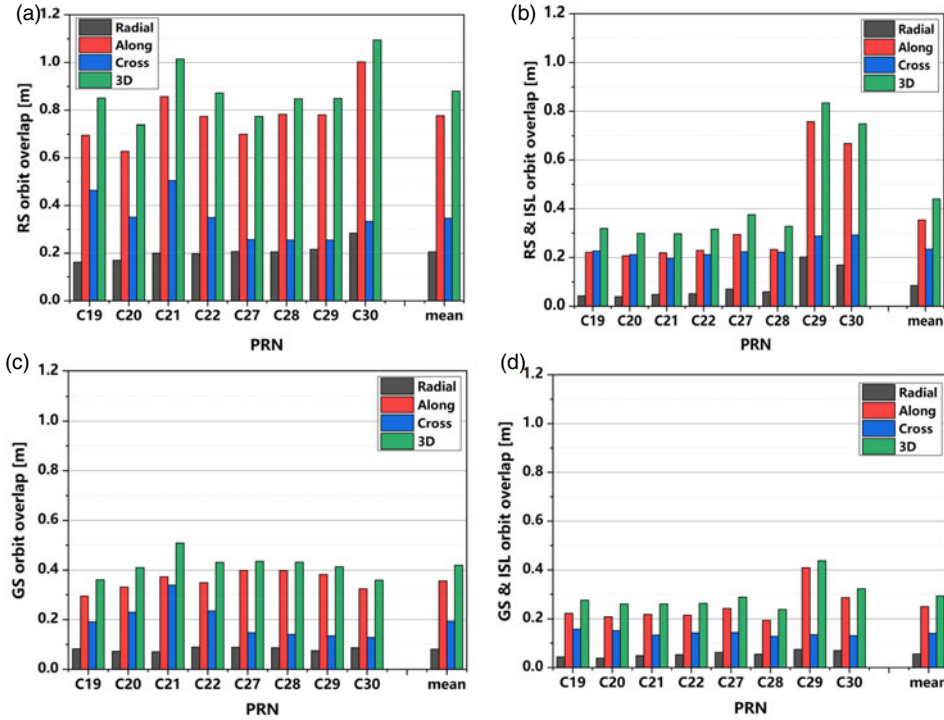 (a)
RS orbit overlap [m]
1.2
1.0
0.8
0.6
0.4
0.2
0.0
Radial
Along
Cross
3D
C19 C20 C21 C22 C27 C28 C29 C30 mean
PRN
(b)
RS & ISL orbit overlap [m]
1.2
1.0
0.8
0.6
0.4
0.2
0.0
Radial
Along
Cross
3D
C19 C20 C21 C22 C27 C28 C29 C30 mean
PRN
(c)
GS orbit overlap [m]
1.2
1.0
0.8
0.6
0.4
0.2
0.0
Radial
Along
Cross
3D
C19 C20 C21 C22 C27 C28 C29 C30 mean
PRN
(d)
GS & ISL orbit overlap [m]
1.2
1.0
0.8
0.6
0.4
0.2
0.0
Radial
Along
Cross
3D
C19 C20 C21 C22 C27 C28 C29 C30 mean
PRN